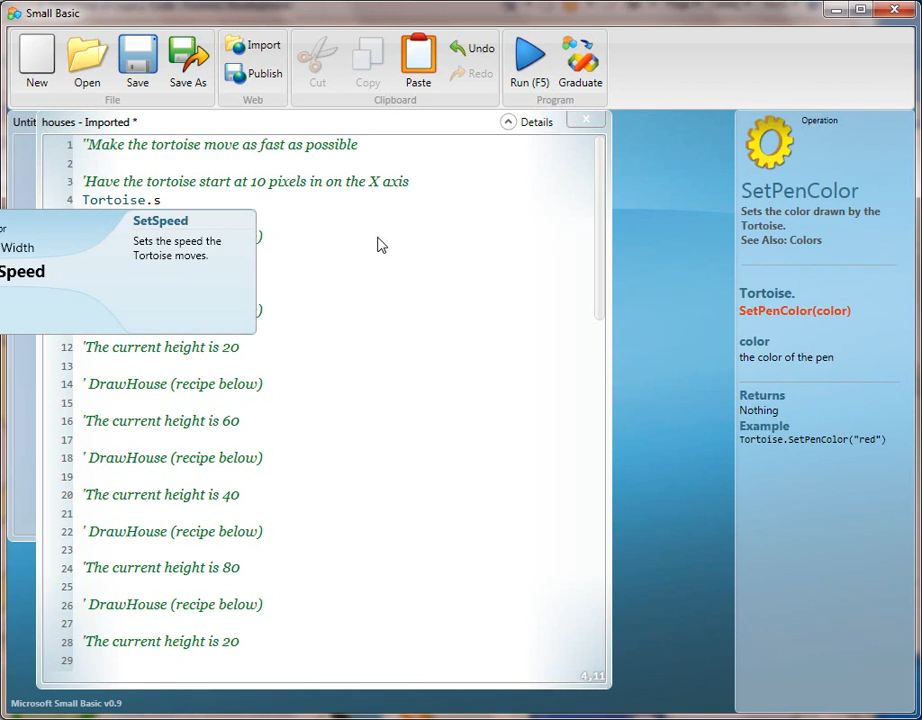 Small Basic
New
Open
Save
Save As
Import
Publish
Cut
Copy
Paste
Undo
Redo
Run (F5)
Graduate
File
Web
Clipboard
Program
Untit
houses - Imported *
Details
1 "Make the tortoise move as fast as possible
2
3 'Have the tortoise start at 10 pixels in on the X axis
4 Tortoise.s
or
Width
Speed
SetSpeed
Sets the speed the
Tortoise moves.
)
)
12 'The current height is 20
13
14 ' DrawHouse (recipe below)
15
16 'The current height is 60
17
18 ' DrawHouse (recipe below)
19
20 'The current height is 40
21
22 ' DrawHouse (recipe below)
23
24 'The current height is 80
25
26 ' DrawHouse (recipe below)
27
28 'The current height is 20
29
4,11
Operation
SetPenColor
Sets the color drawn by the
Tortoise.
See Also: Colors
Tortoise.
SetPenColor(color)
color
the color of the pen
Returns
Nothing
Example
Tortoise.SetPenColor("red")
Microsoft Small Basic v0.9